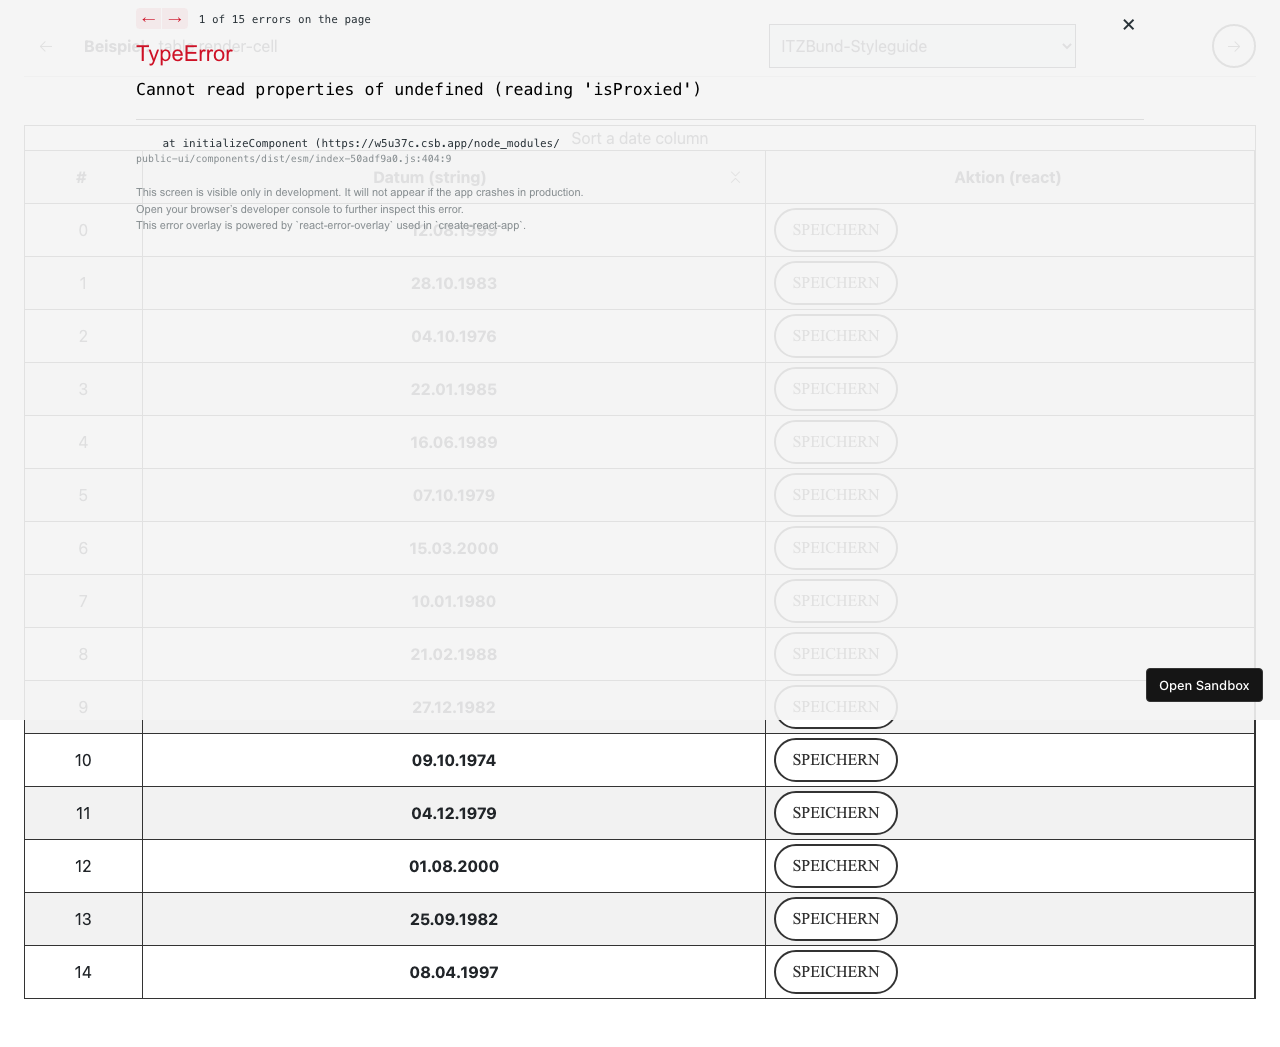 ← → 1 of 15 errors on the page
Beispiel table render-cell
ITZBund-Styleguide
TypeError
Cannot read properties of undefined (reading 'isProxied')
Sort a date column
at initializeComponent (https://w5u37c.csb.app/node_modules/
public-ui/components/dist/esm/index-50adf9a0.js:404:9
# Datum (string) Aktion (react)
This screen is visible only in development. It will not appear if the app crashes in production.
Open your browser's developer console to further inspect this error.
This error overlay is powered by `react-error-overlay` used in `create-react-app`.
0 12.08.1999 SPEICHERN
1 28.10.1983 SPEICHERN
2 04.10.1976 SPEICHERN
3 22.01.1985 SPEICHERN
4 16.06.1989 SPEICHERN
5 07.10.1979 SPEICHERN
6 15.03.2000 SPEICHERN
7 10.01.1980 SPEICHERN
8 21.02.1988 SPEICHERN
Open Sandbox
9 27.12.1982 SPEICHERN
10 09.10.1974 SPEICHERN
11 04.12.1979 SPEICHERN
12 01.08.2000 SPEICHERN
13 25.09.1982 SPEICHERN
14 08.04.1997 SPEICHERN